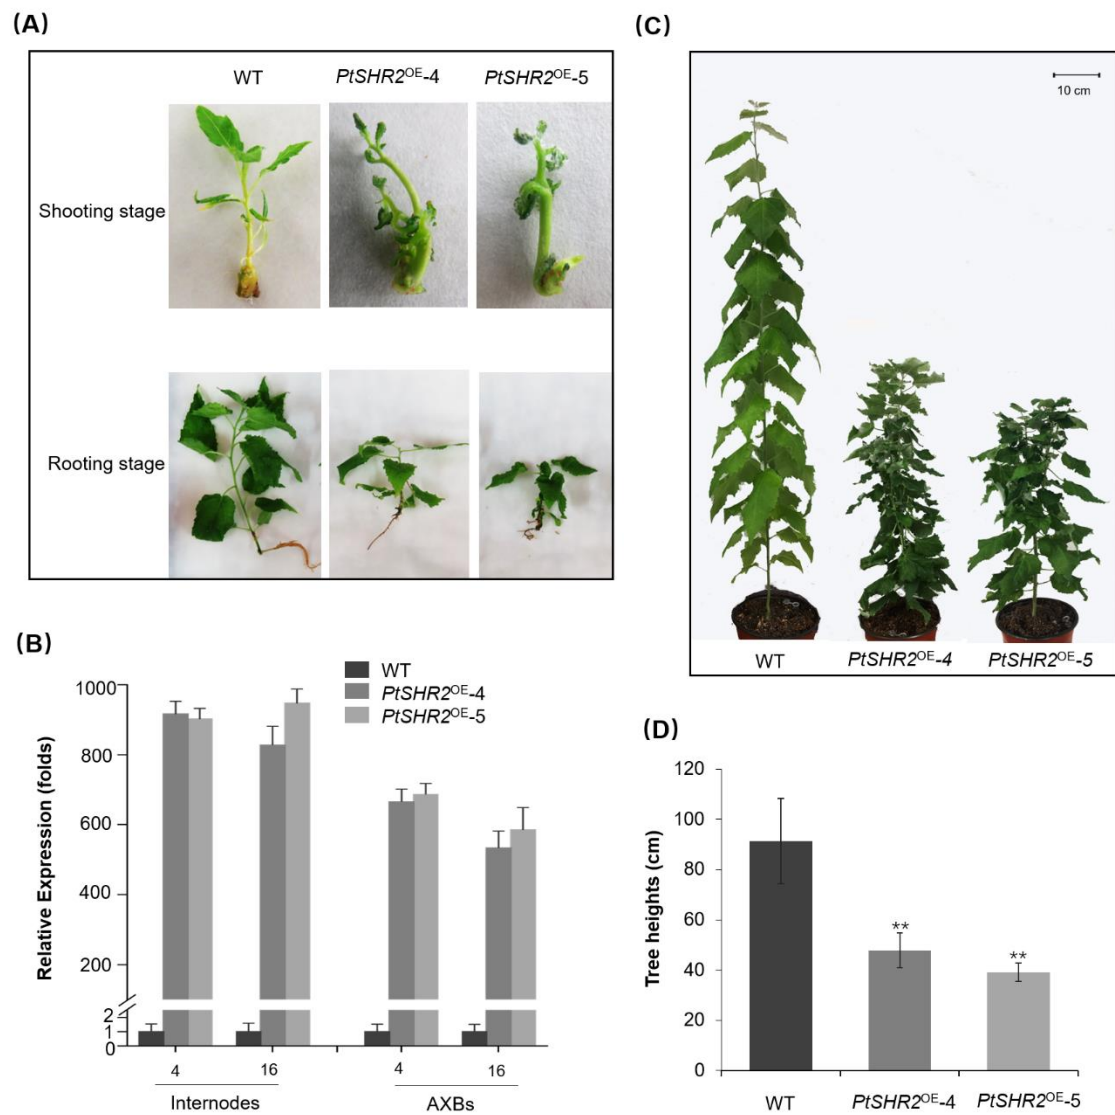 (A)
WT PtSHR2ᴼᴱ-4 PtSHR2ᴼᴱ-5
Shooting stage
Rooting stage
(B)
WT
PtSHR2ᴼᴱ-4
PtSHR2ᴼᴱ-5
Relative Expression (folds)
1000
800
600
400
200
2
1
0
4 16 4 16
Internodes AXBs
(C)
10 cm
WT PtSHR2ᴼᴱ-4 PtSHR2ᴼᴱ-5
(D)
Tree heights (cm)
120
100
80
60
40
20
0
** **
WT PtSHR2ᴼᴱ-4 PtSHR2ᴼᴱ-5